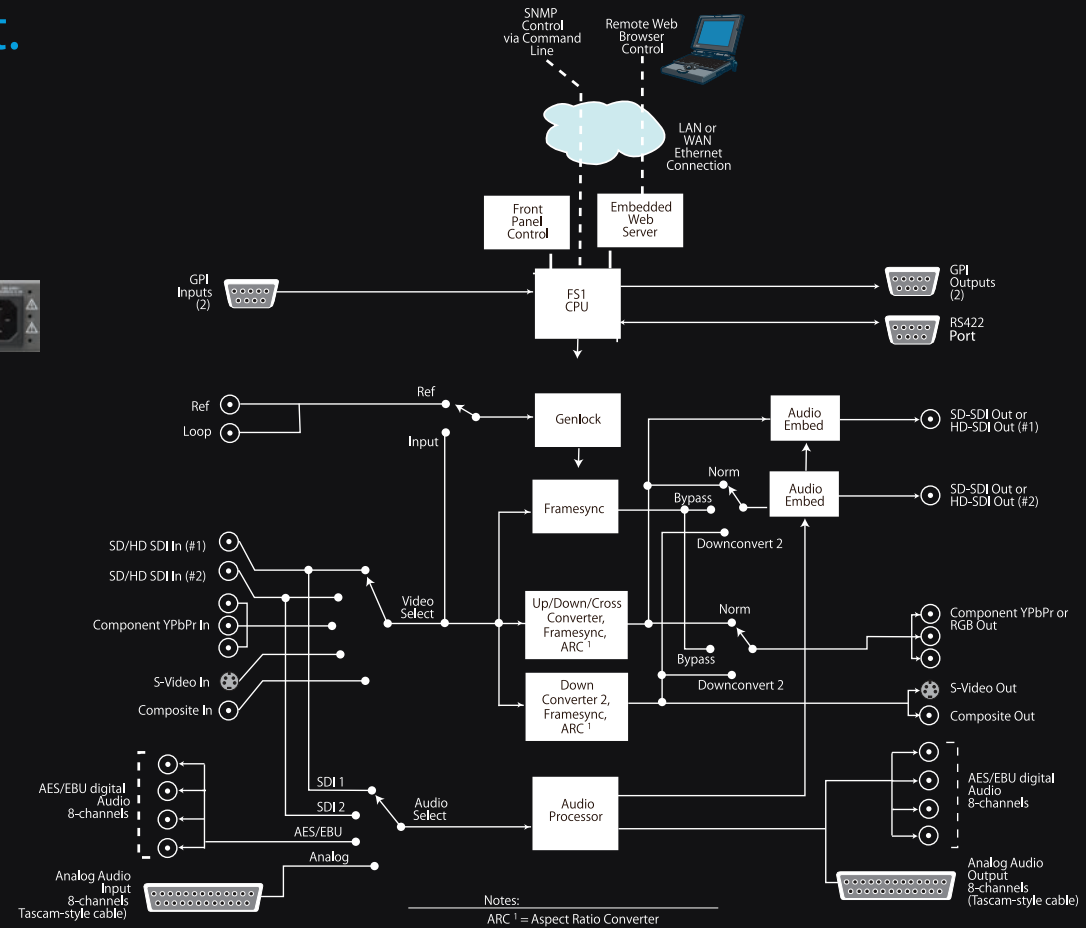 t.
SNMP
Control
via Command
Line
Remote Web
Browser
Control
LAN or
WAN
Ethernet
Connection
Front
Panel
Control
Embedded
Web
Server
GPI
Inputs
(2)
FS1
CPU
GPI
Outputs
(2)
RS422
Port
Ref
Loop
Ref
Input
Genlock
Audio
Embed
SD-SDI Out or
HD-SDI Out (#1)
Framesync
Norm
Bypass
Downconvert 2
Audio
Embed
SD-SDI Out or
HD-SDI Out (#2)
SD/HD SDI In (#1)
SD/HD SDI In (#2)
Component YPbPr In
S-Video In
Composite In
Video
Select
Up/Down/Cross
Converter,
Framesync,
ARC ¹
Norm
Bypass
Downconvert 2
Component YPbPr or
RGB Out
Down
Converter 2,
Framesync,
ARC ¹
S-Video Out
Composite Out
AES/EBU digital
Audio
8-channels
SDI 1
SDI 2
AES/EBU
Analog
Audio
Select
Audio
Processor
AES/EBU digital
Audio
8-channels
Analog Audio
Input
8-channels
Tascam-style cable)
Analog Audio
Output
8-channels
(Tascam-style cable)
Notes:
ARC ¹ = Aspect Ratio Converter